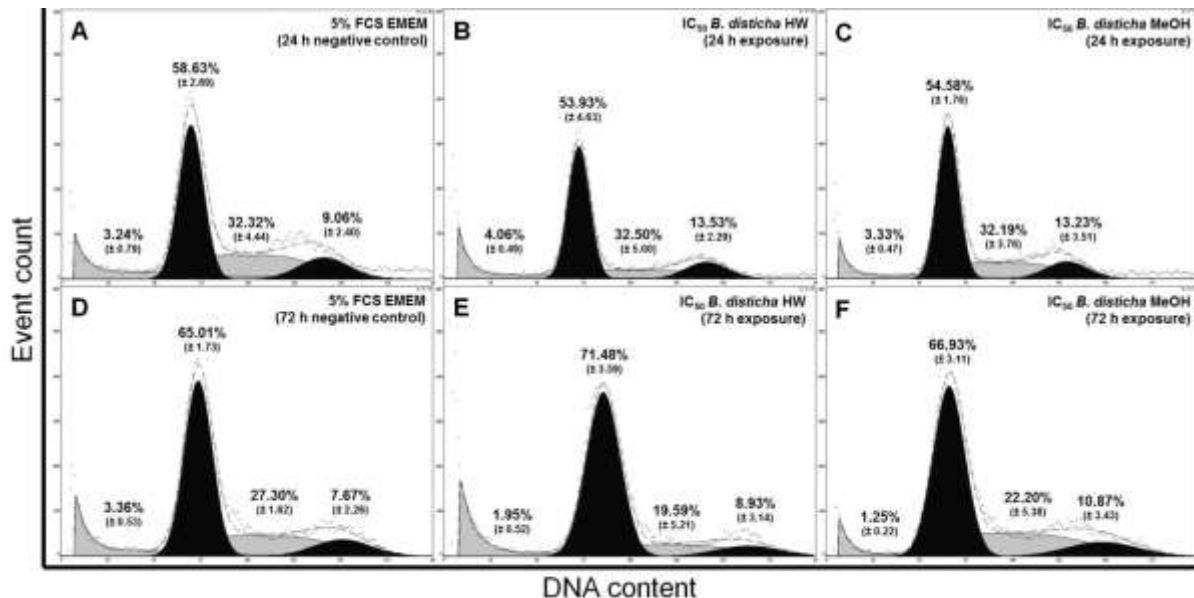 A
5% FCS EMEM
(24 h negative control)
58.63%
(± 2.69)
3.24%
(± 0.79)
32.32%
(± 4.44)
9.06%
(± 2.40)
B
IC50 B. disticha HW
(24 h exposure)
53.93%
(± 4.63)
4.06%
(± 0.49)
32.50%
(± 5.00)
13.53%
(± 2.29)
C
IC50 B. disticha MeOH
(24 h exposure)
54.58%
(± 1.76)
3.33%
(± 0.47)
32.19%
(± 3.76)
13.23%
(± 3.51)
D
5% FCS EMEM
(72 h negative control)
65.01%
(± 1.73)
3.36%
(± 0.53)
27.30%
(± 1.62)
7.67%
(± 2.26)
E
IC50 B. disticha HW
(72 h exposure)
71.48%
(± 3.59)
1.95%
(± 0.52)
19.59%
(± 5.21)
8.93%
(± 3.14)
F
IC50 B. disticha MeOH
(72 h exposure)
66.93%
(± 3.11)
1.25%
(± 0.22)
22.20%
(± 5.38)
10.87%
(± 3.43)
Event count
DNA content